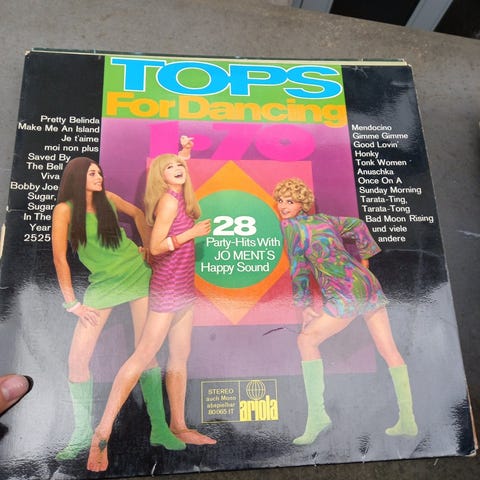 TOPS
For Dancing
1-70
Pretty Belinda
Make Me An Island
Je t'aime
moi non plus
Saved By
The Bell
Viva
Bobby Joe
Sugar,
Sugar
In The
Year
2525
Mendocino
Gimme Gimme
Good Lovin'
Honky
Tonk Women
Anuschka
Once On A
Sunday Morning
Tarata-Ting,
Tarata-Tong
Bad Moon Rising
und viele
andere
28
Party-Hits With
JO MENT'S
Happy Sound
STEREO
auch Mono
abspielbar
80065 IT
ariola